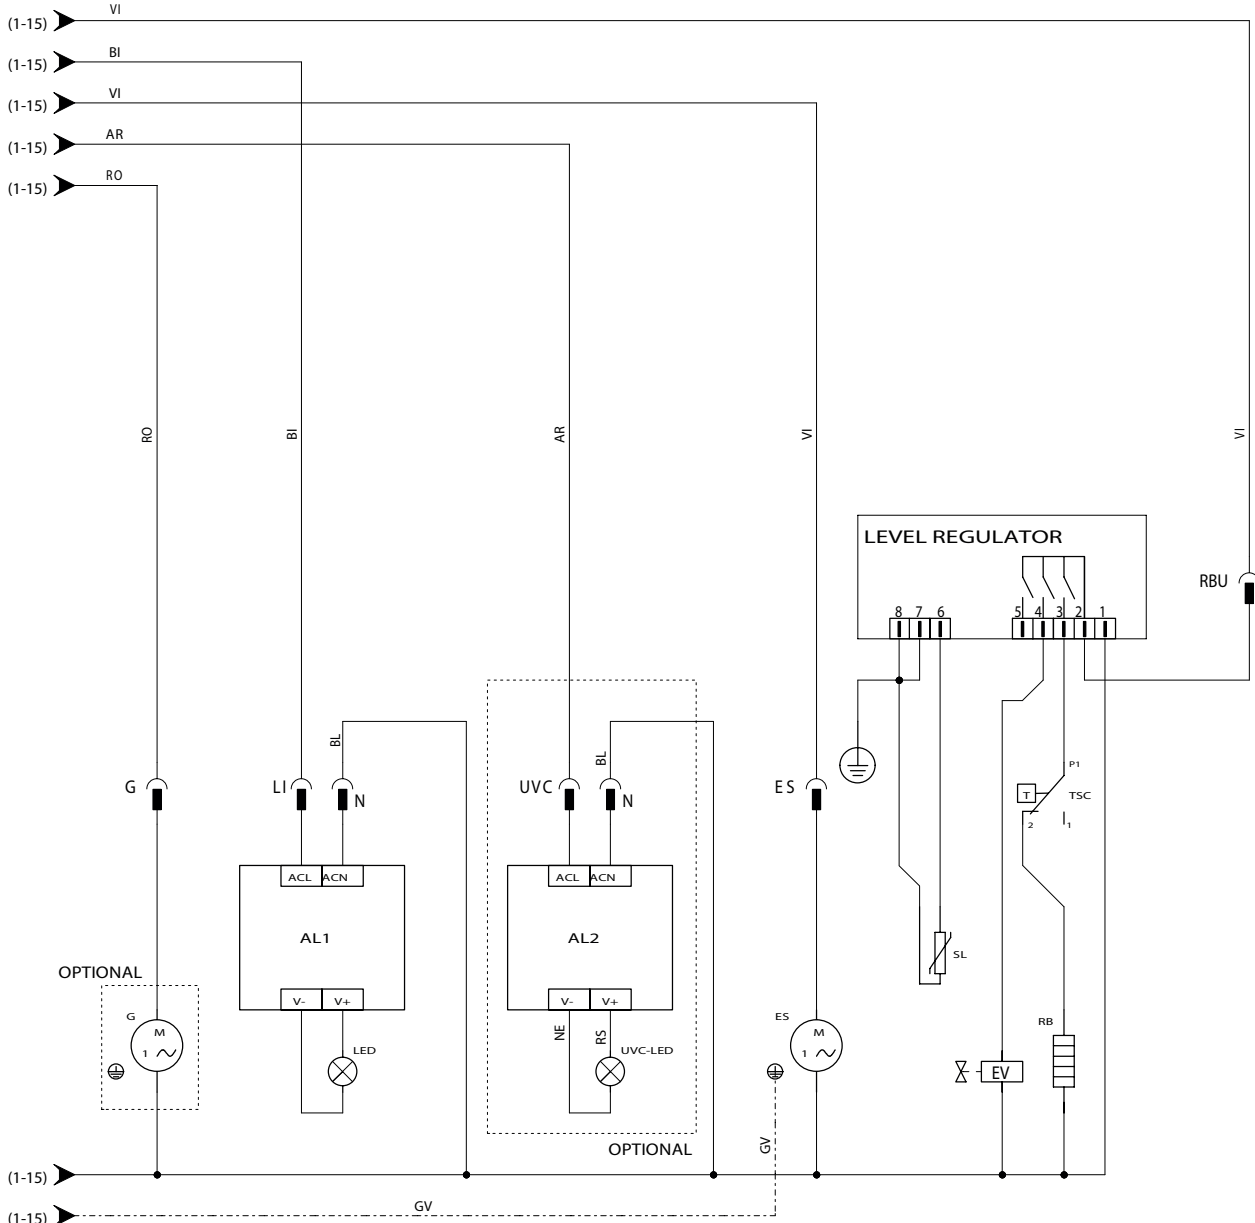 (1-15) VI
(1-15) BI
(1-15) VI
(1-15) AR
(1-15) RO
RO
BI
AR
VI
VI
LEVEL REGULATOR
RBU
8 7 6
5 4 3 2 1
BL
BL
G
LI
N
UVC
N
ES
P1
T
TSC
2
1
ACL ACN
ACL ACN
AL1
AL2
SL
OPTIONAL
V- V+
V- V+
G
M
1
NE
RS
LED
UVC-LED
ES
M
1
RB
EV
OPTIONAL
GV
(1-15)
GV
(1-15)